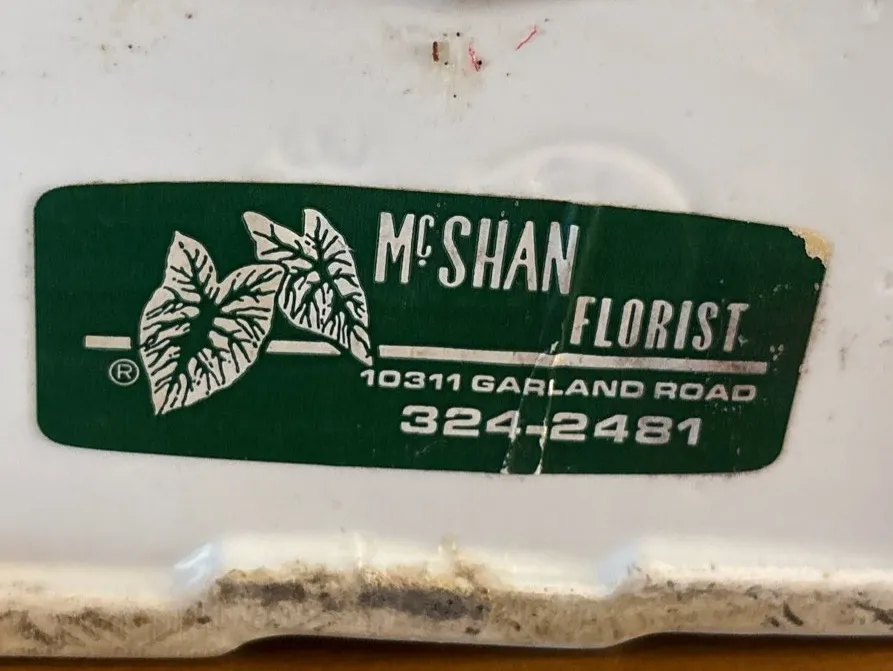 McSHAN
FLORIST
®
10311 GARLAND ROAD
324-2481